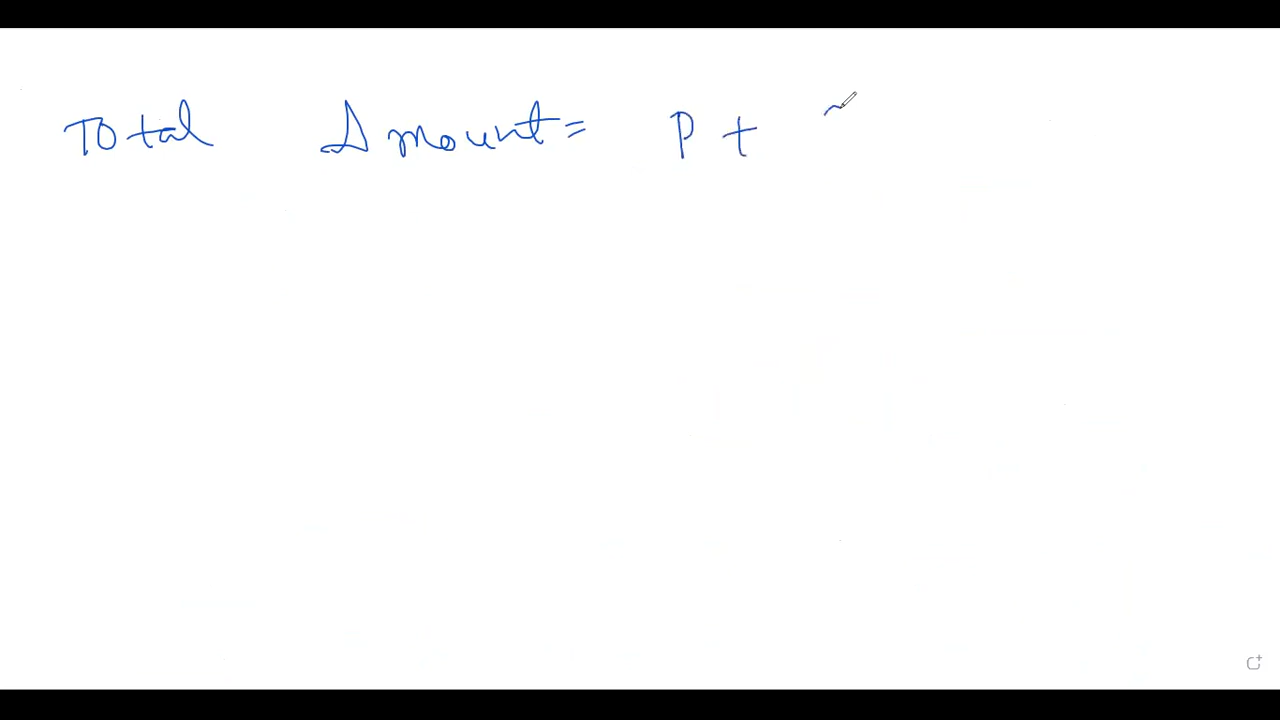 Total Amount = P +